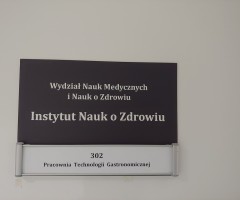 Wydział Nauk Medycznych
i Nauk o Zdrowiu
Instytut Nauk o Zdrowiu
302
Pracownia Technologii Gastronomicznej